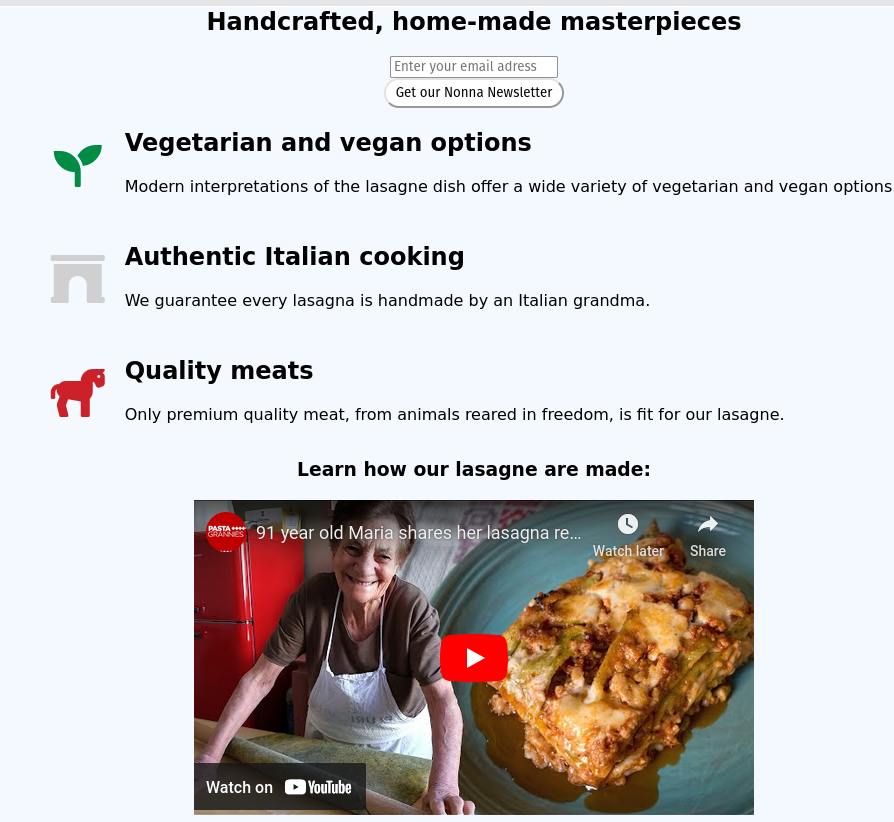 Handcrafted, home-made masterpieces
Enter your email adress
Get our Nonna Newsletter
Vegetarian and vegan options
Modern interpretations of the lasagne dish offer a wide variety of vegetarian and vegan options
Authentic Italian cooking
We guarantee every lasagna is handmade by an Italian grandma.
Quality meats
Only premium quality meat, from animals reared in freedom, is fit for our lasagne.
Learn how our lasagne are made:
PASTA
GRANNIES
91 year old Maria shares her lasagna re...
Watch later
Share
Watch on YouTube